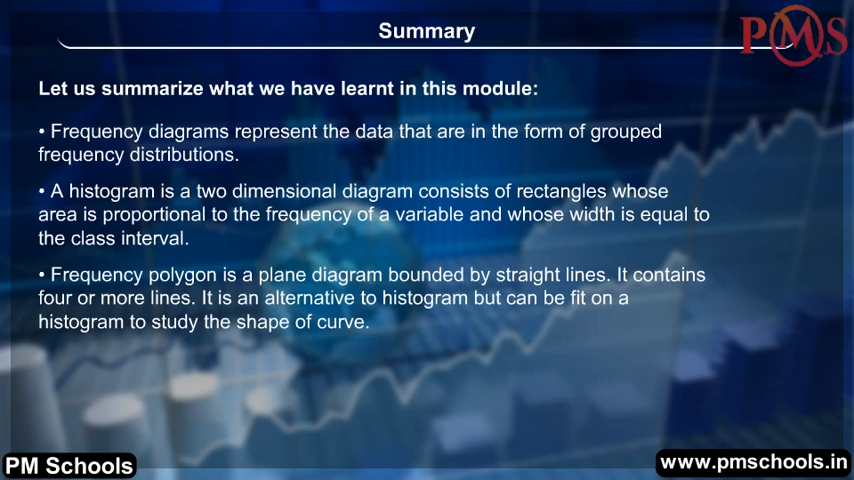 Summary
PMS
Let us summarize what we have learnt in this module:
• Frequency diagrams represent the data that are in the form of grouped
frequency distributions.
• A histogram is a two dimensional diagram consists of rectangles whose
area is proportional to the frequency of a variable and whose width is equal to
the class interval.
• Frequency polygon is a plane diagram bounded by straight lines. It contains
four or more lines. It is an alternative to histogram but can be fit on a
histogram to study the shape of curve.
PM Schools
www.pmschools.in